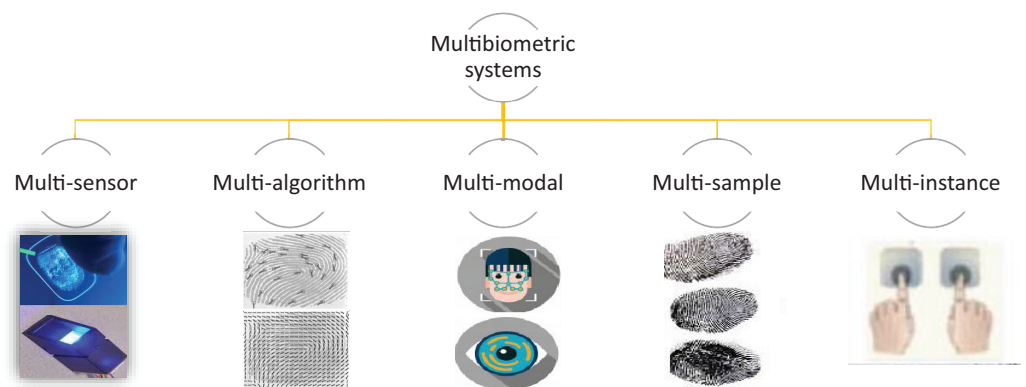 Multibiometric
systems
Multi-sensor
Multi-algorithm
Multi-modal
Multi-sample
Multi-instance